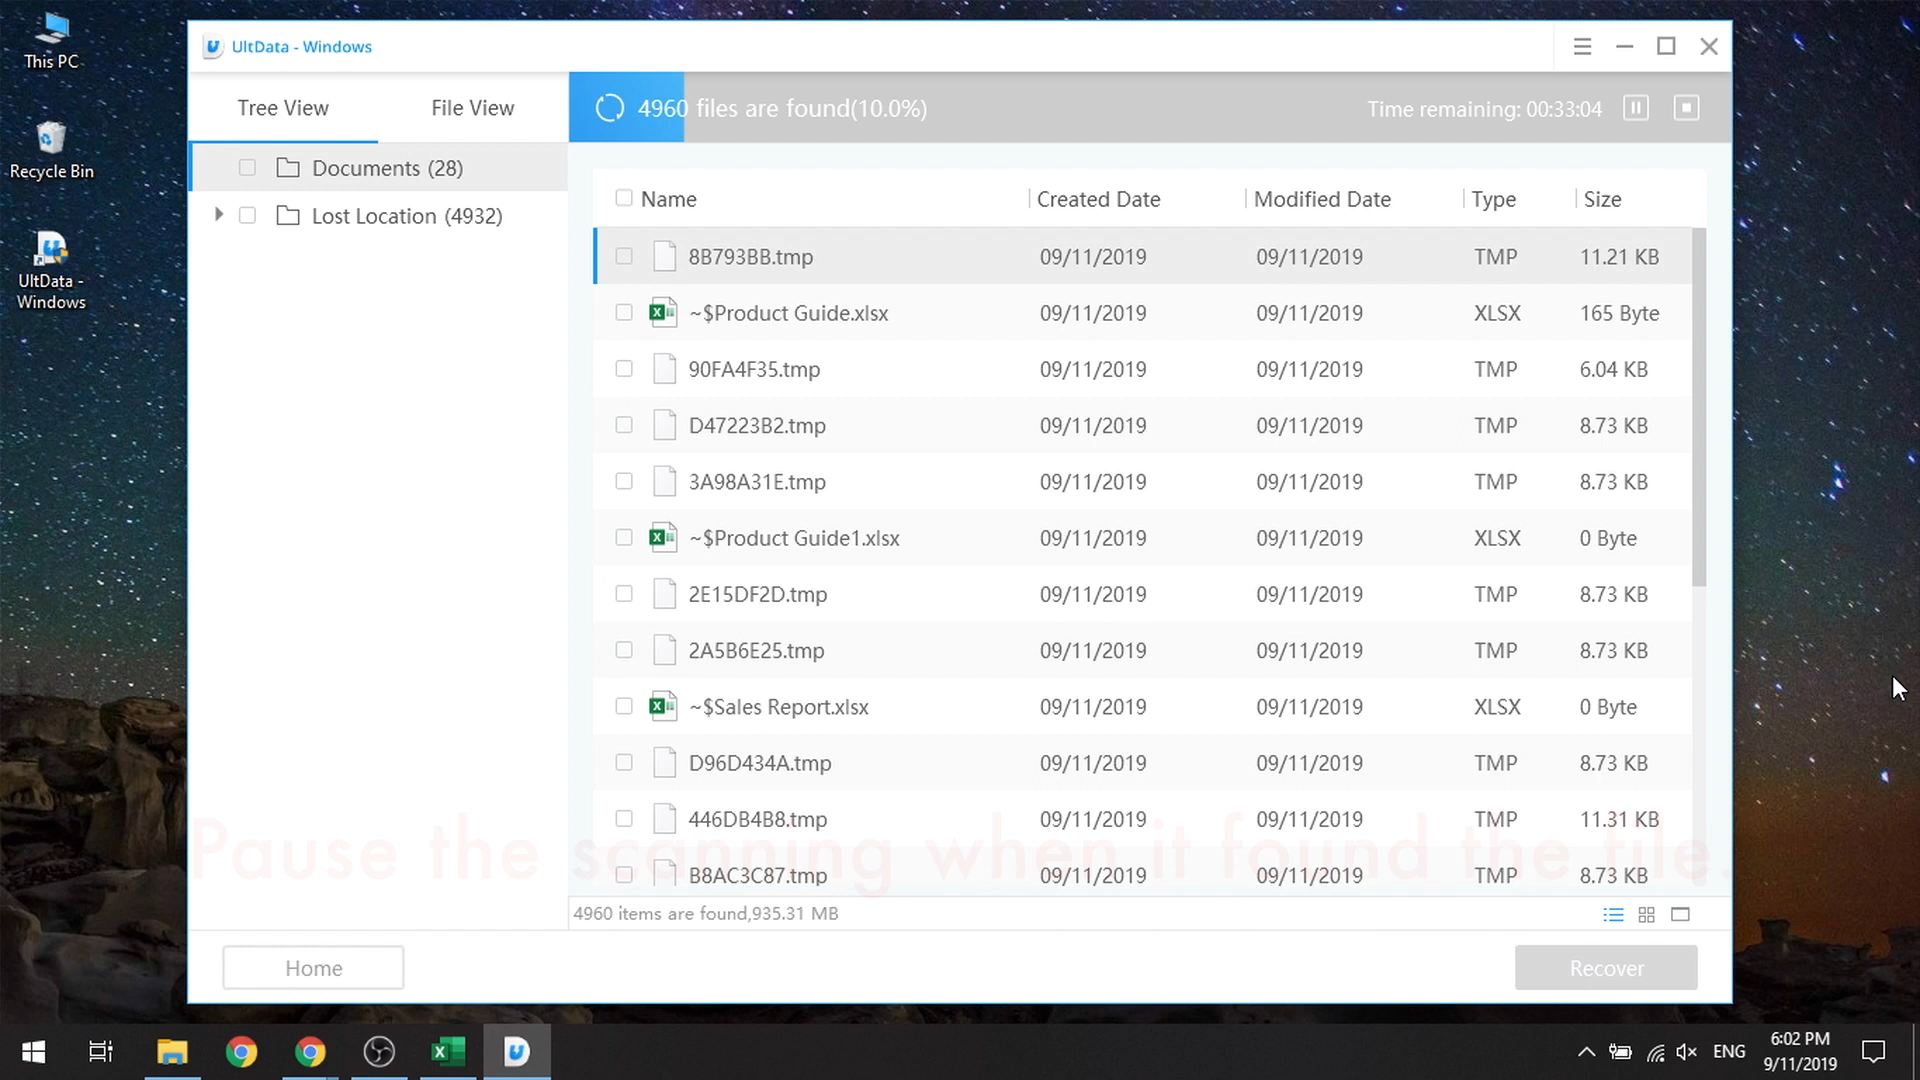 This PC
Recycle Bin
UltData -
Windows
UltData - Windows
Tree View File View
4960 files are found(10.0%) Time remaining: 00:33:04
Documents (28)
Lost Location (4932)
Name Created Date Modified Date Type Size
8B793BB.tmp 09/11/2019 09/11/2019 TMP 11.21 KB
~$Product Guide.xlsx 09/11/2019 09/11/2019 XLSX 165 Byte
90FA4F35.tmp 09/11/2019 09/11/2019 TMP 6.04 KB
D47223B2.tmp 09/11/2019 09/11/2019 TMP 8.73 KB
3A98A31E.tmp 09/11/2019 09/11/2019 TMP 8.73 KB
~$Product Guide1.xlsx 09/11/2019 09/11/2019 XLSX 0 Byte
2E15DF2D.tmp 09/11/2019 09/11/2019 TMP 8.73 KB
2A5B6E25.tmp 09/11/2019 09/11/2019 TMP 8.73 KB
~$Sales Report.xlsx 09/11/2019 09/11/2019 XLSX 0 Byte
D96D434A.tmp 09/11/2019 09/11/2019 TMP 8.73 KB
446DB4B8.tmp 09/11/2019 09/11/2019 TMP 11.31 KB
Pause the scanning when it found the file.
B8AC3C87.tmp 09/11/2019 09/11/2019 TMP 8.73 KB
4960 items are found,935.31 MB
Home Recover
ENG
6:02 PM
9/11/2019